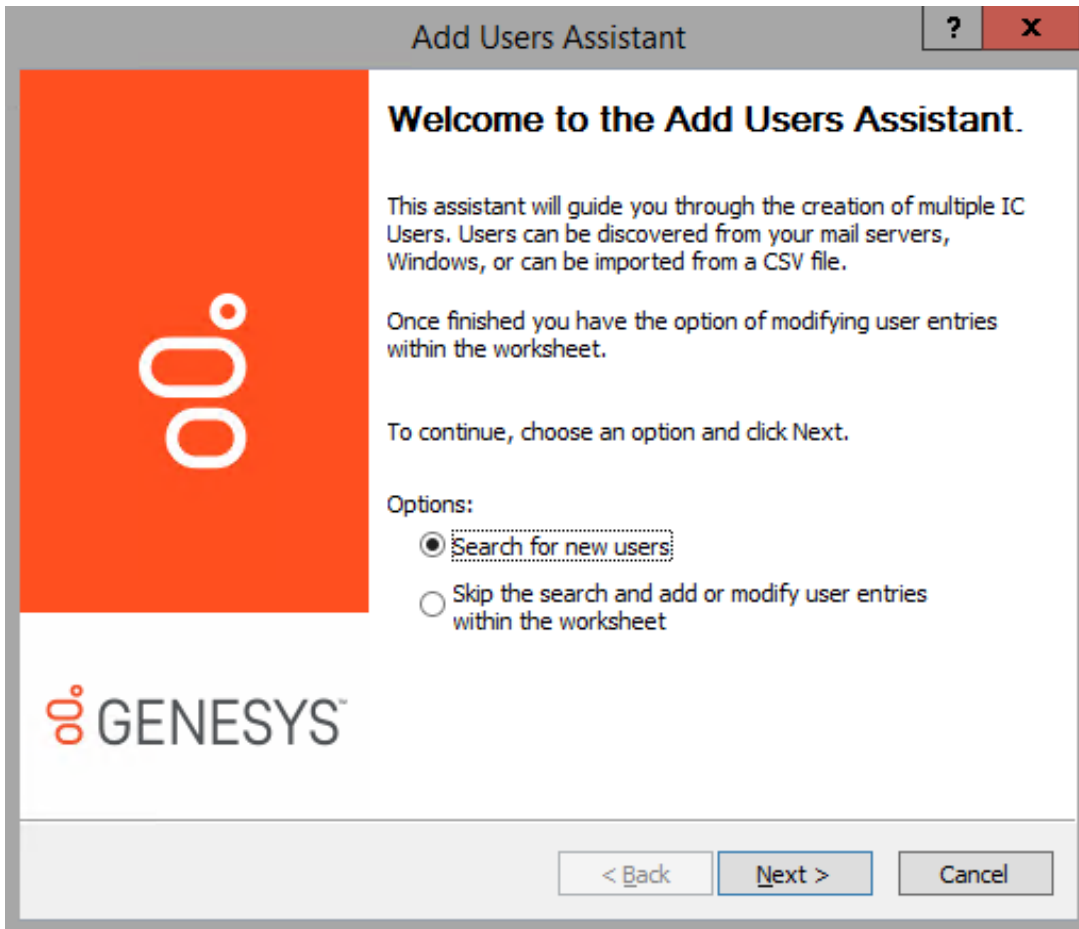 Add Users Assistant
?
X
Welcome to the Add Users Assistant.
This assistant will guide you through the creation of multiple IC
Users. Users can be discovered from your mail servers,
Windows, or can be imported from a CSV file.
Once finished you have the option of modifying user entries
within the worksheet.
To continue, choose an option and click Next.
Options:
Search for new users
Skip the search and add or modify user entries
within the worksheet
GENESYS™
< Back
Next >
Cancel